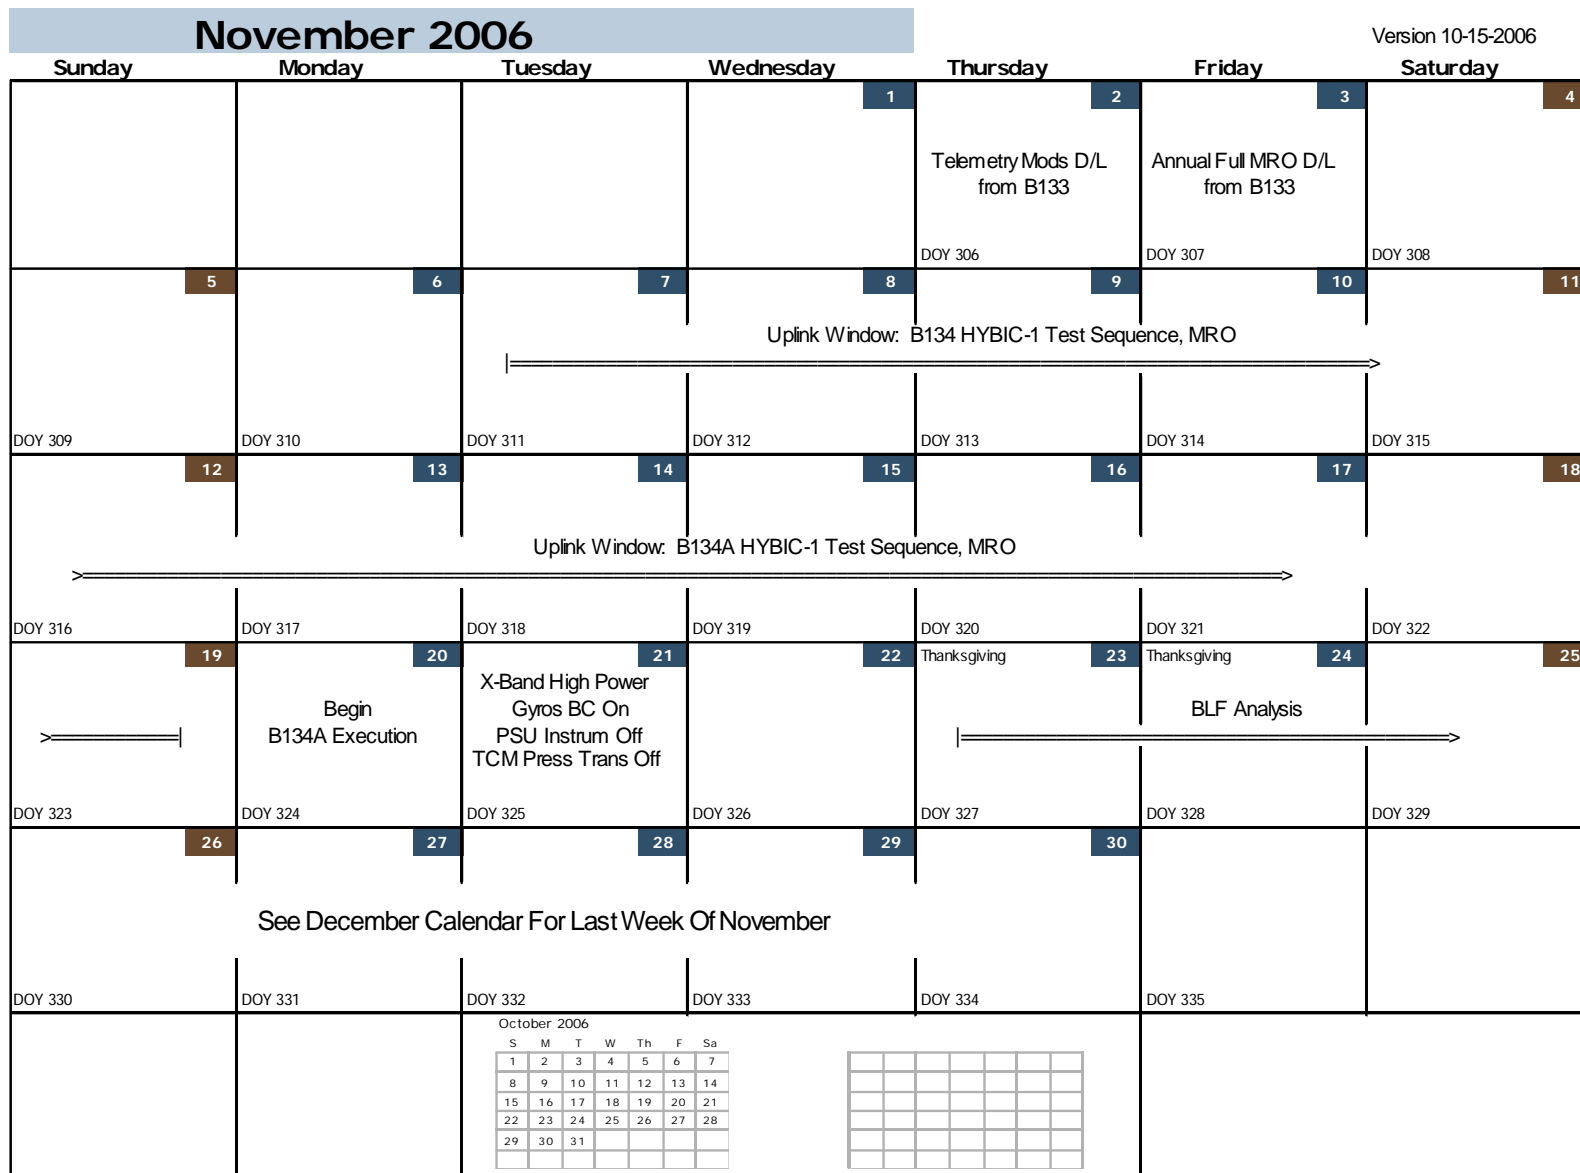 November 2006
Version 10-15-2006
Sunday Monday Tuesday Wednesday Thursday Friday Saturday
1 2 3 4
Telemetry Mods D/L
from B133
Annual Full MRO D/L
from B133
DOY 306 DOY 307 DOY 308
5 6 7 8 9 10 11
Uplink Window: B134 HYBIC-1 Test Sequence, MRO
|=================================================>
DOY 309 DOY 310 DOY 311 DOY 312 DOY 313 DOY 314 DOY 315
12 13 14 15 16 17 18
Uplink Window: B134A HYBIC-1 Test Sequence, MRO
>=================================================>
DOY 316 DOY 317 DOY 318 DOY 319 DOY 320 DOY 321 DOY 322
19 20 21 22 Thanksgiving 23 Thanksgiving 24 25
>============|
Begin
B134A Execution
X-Band High Power
Gyros BC On
PSU Instrum Off
TCM Press Trans Off
BLF Analysis
|=================================>
DOY 323 DOY 324 DOY 325 DOY 326 DOY 327 DOY 328 DOY 329
26 27 28 29 30
See December Calendar For Last Week Of November
DOY 330 DOY 331 DOY 332 DOY 333 DOY 334 DOY 335
October 2006
S M T W Th F Sa
1 2 3 4 5 6 7
8 9 10 11 12 13 14
15 16 17 18 19 20 21
22 23 24 25 26 27 28
29 30 31